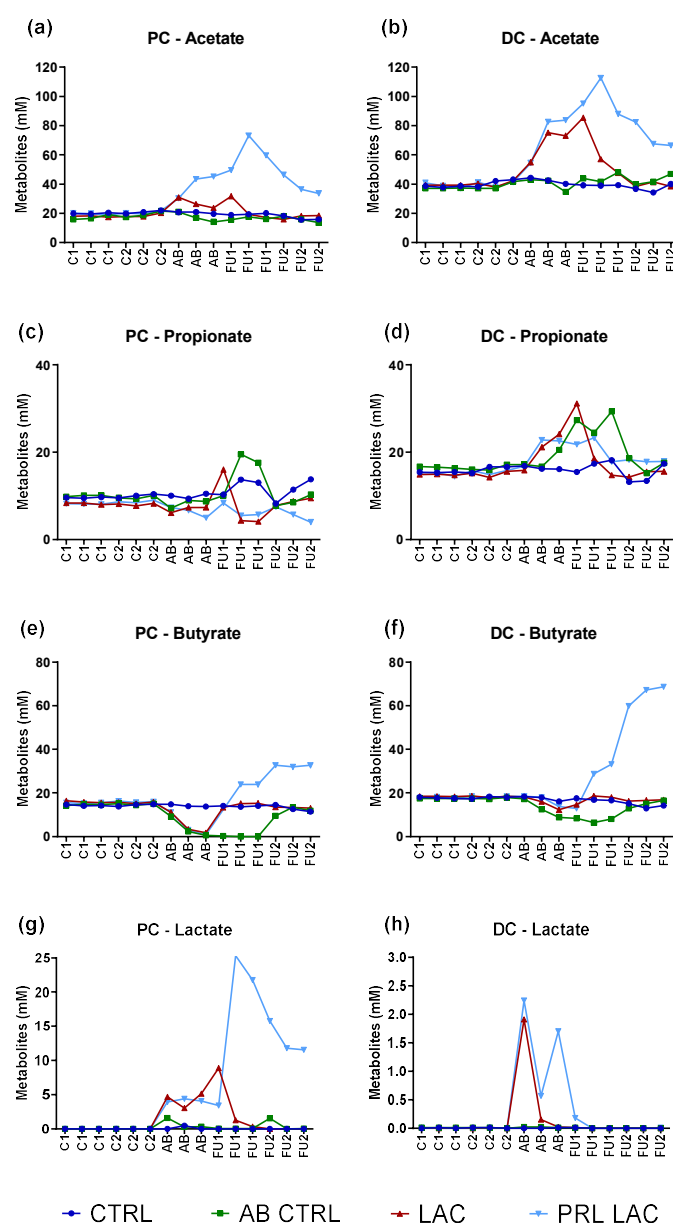 (a)
PC - Acetate
Metabolites (mM)
120
100
80
60
40
20
0
C1 C1 C1 C2 C2 C2 AB AB AB FU1 FU1 FU1 FU2 FU2 FU2
(b)
DC - Acetate
Metabolites (mM)
120
100
80
60
40
20
0
C1 C1 C1 C2 C2 C2 AB AB AB FU1 FU1 FU1 FU2 FU2 FU2
(c)
PC - Propionate
Metabolites (mM)
40
20
0
C1 C1 C1 C2 C2 C2 AB AB AB FU1 FU1 FU1 FU2 FU2 FU2
(d)
DC - Propionate
Metabolites (mM)
40
20
0
C1 C1 C1 C2 C2 C2 AB AB AB FU1 FU1 FU1 FU2 FU2 FU2
(e)
PC - Butyrate
Metabolites (mM)
80
60
40
20
0
C1 C1 C1 C2 C2 C2 AB AB AB FU1 FU1 FU1 FU2 FU2 FU2
(f)
DC - Butyrate
Metabolites (mM)
80
60
40
20
0
C1 C1 C1 C2 C2 C2 AB AB AB FU1 FU1 FU1 FU2 FU2 FU2
(g)
PC - Lactate
Metabolites (mM)
25
20
15
10
5
0
C1 C1 C1 C2 C2 C2 AB AB AB FU1 FU1 FU1 FU2 FU2 FU2
(h)
DC - Lactate
Metabolites (mM)
3.0
2.5
2.0
1.5
1.0
0.5
0.0
C1 C1 C1 C2 C2 C2 AB AB AB FU1 FU1 FU1 FU2 FU2 FU2
CTRL AB CTRL LAC PRL LAC